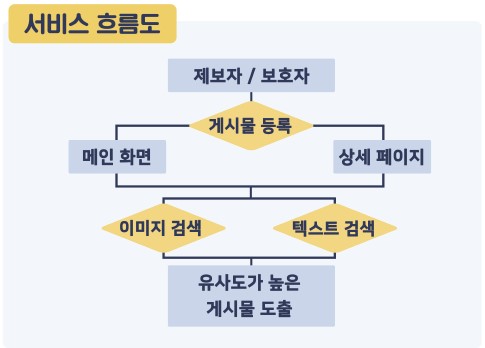 서비스 흐름도
제보자 / 보호자
게시물 등록
메인 화면
상세 페이지
이미지 검색
텍스트 검색
유사도가 높은
게시물 도출